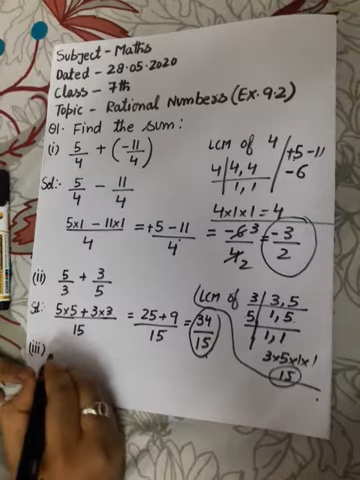 Subject - Maths
Dated - 28.05.2020
Class - 7th
Topic - Rational Numbers (Ex. 9.2)
Q1. Find the sum:
(i) 5/4 + (-11/4)
Sol:- 5/4 - 11/4
LCM of 4
4 | 4, 4
1, 1
4×1×1 = 4
+5-11
-6
5×1 - 11×1/4 = +5-11/4 = -6 3/4 2 = -3/2
(ii) 5/3 + 3/5
Sol:- 5×5+3×3/15 = 25+9/15 = 34/15
(LCM of 3 | 3, 5
5 | 1, 5
1, 1
3×5×1×1
15
(iii)